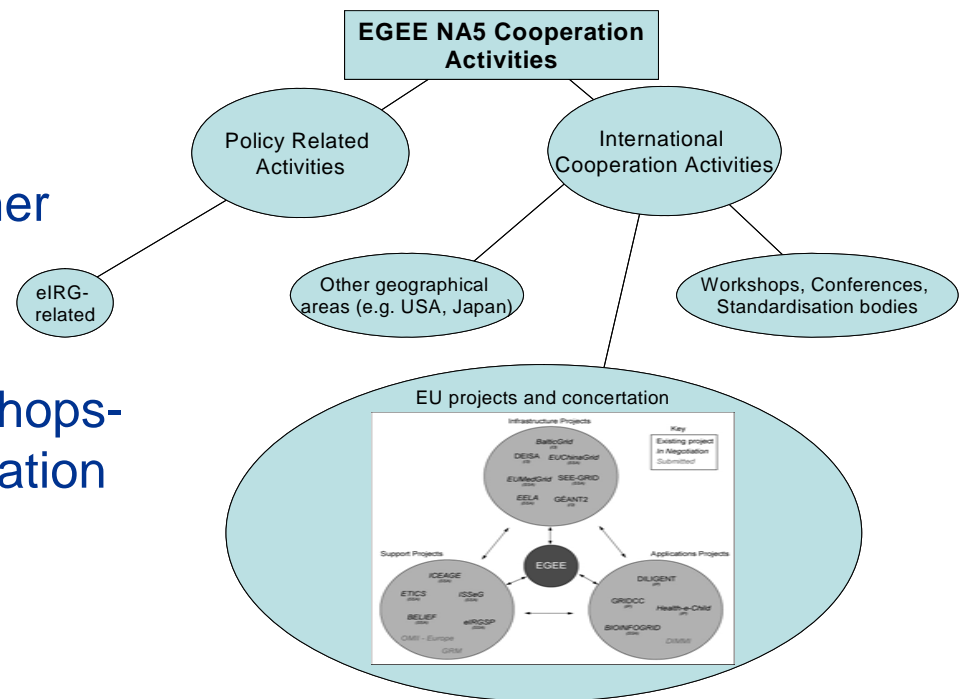 EGEE NA5 Cooperation
Activities
Policy Related
Activities
International
Cooperation Activities
ner
eIRG-
related
Other geographical
areas (e.g. USA, Japan)
Workshops, Conferences,
Standardisation bodies
hops-
ation
EU projects and concertation
Infrastructure Projects
BalticGrid
DEISA
EUChinaGrid
EUMedGrid
SEE-GRID
EELA
GÉANT2
Key
Existing project
In Negotiation
Submitted
Support Projects
EGEE
Applications Projects
ICEAGE
ETICS
ISSeG
BELIEF
eIRGSP
OMII - Europe
GRM
DILIGENT
GRIDCC
Health-e-Child
BIOINFOGRID